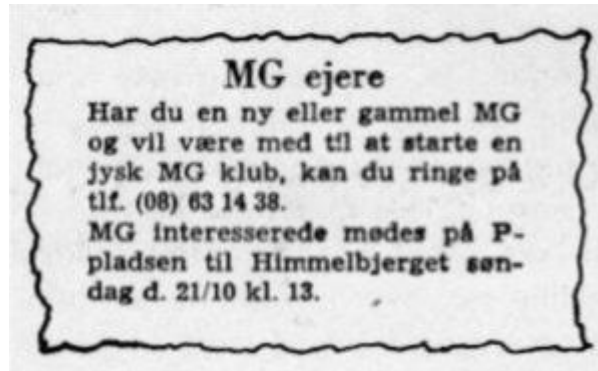 MG ejere
Har du en ny eller gammel MG
og vil være med til at starte en
jysk MG klub, kan du ringe på
tlf. (08) 63 14 38.
MG interesserede mødes på P-
pladsen til Himmelbjerget søn-
dag d. 21/10 kl. 13.